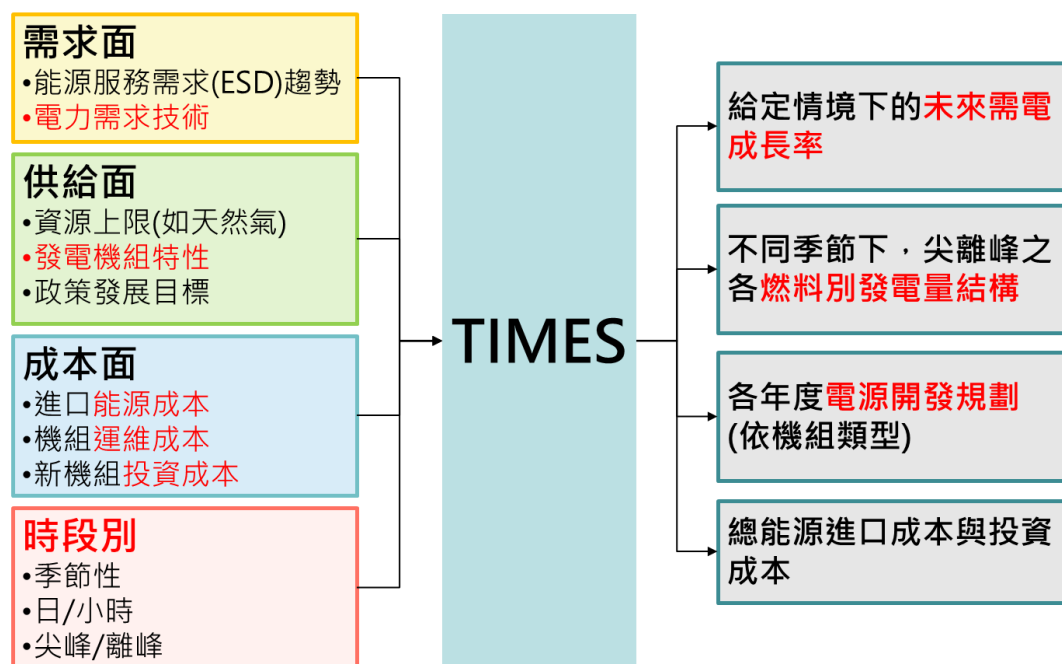 需求面
•能源服務需求(ESD)趨勢
•電力需求技術
供給面
•資源上限(如天然氣)
•發電機組特性
•政策發展目標
成本面
•進口能源成本
•機組運維成本
•新機組投資成本
時段別
•季節性
•日/小時
•尖峰/離峰
TIMES
給定情境下的未來需電
成長率
不同季節下，尖離峰之
各燃料別發電量結構
各年度電源開發規劃
(依機組類型)
總能源進口成本與投資
成本